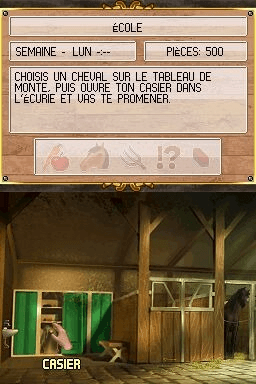 ÉCOLE
SEMAINE - LUN -:--
PIÈCES: 500
CHOISIS UN CHEVAL SUR LE TABLEAU DE
MONTE, PUIS OUVRE TON CASIER DANS
L'ÉCURIE ET VAS TE PROMENER.
!?
CASIER